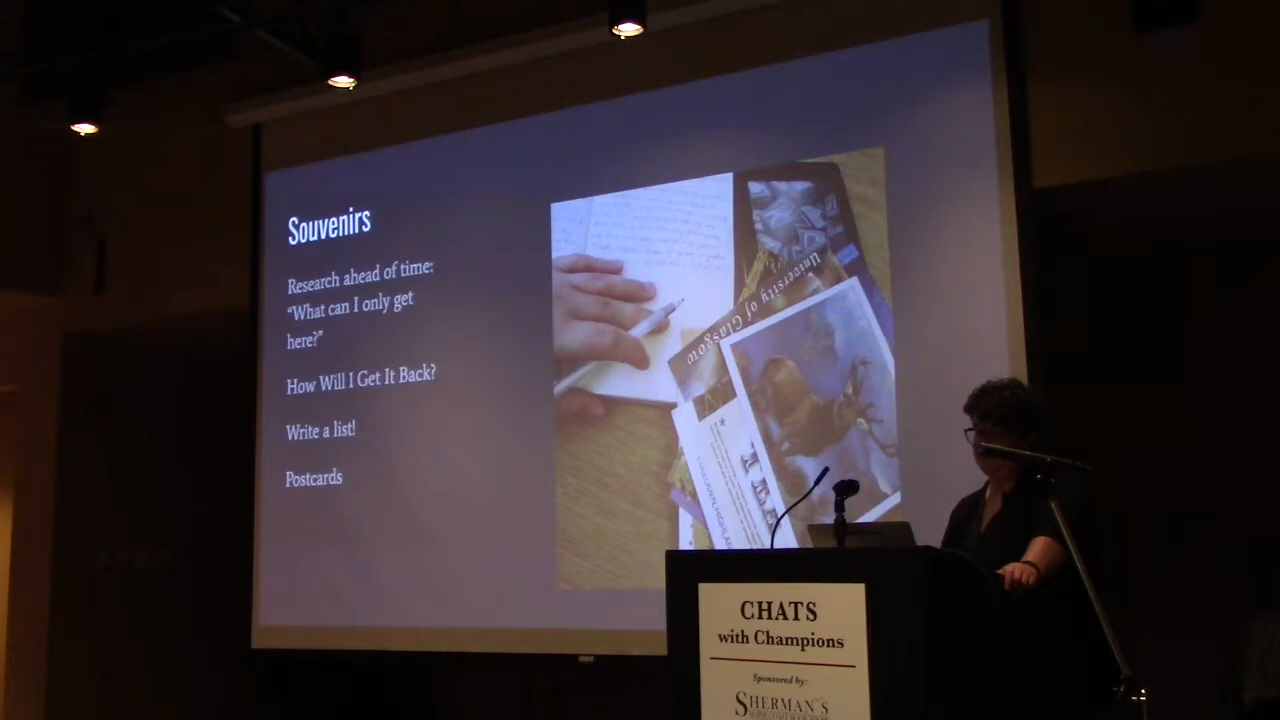 Souvenirs
Research ahead of time:
“What can I only get
here?”
How Will I Get It Back?
Write a list!
Postcards
University of Glasgow
CHATS
with Champions
Sponsored by:
SHERMAN'S